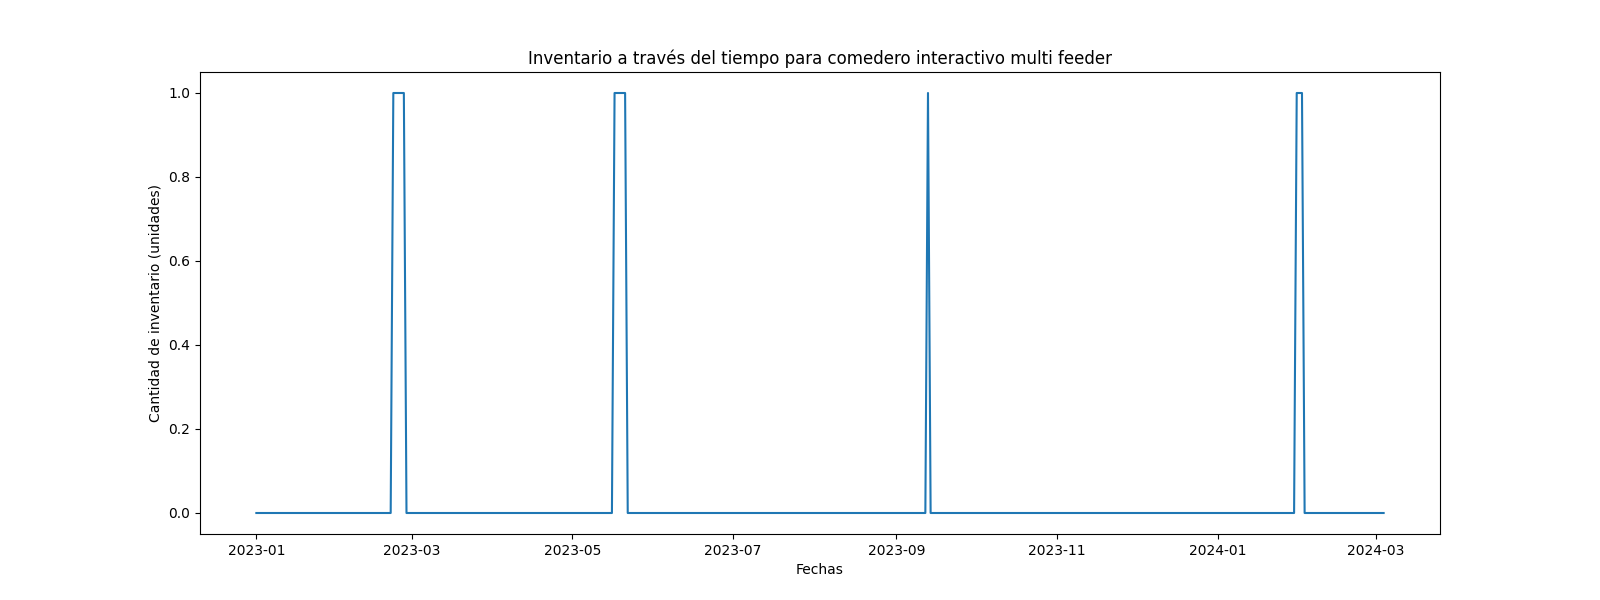 Inventario a través del tiempo para comedero interactivo multi feeder
Cantidad de inventario (unidades)
1.0
0.8
0.6
0.4
0.2
0.0
2023-01 2023-03 2023-05 2023-07 2023-09 2023-11 2024-01 2024-03
Fechas